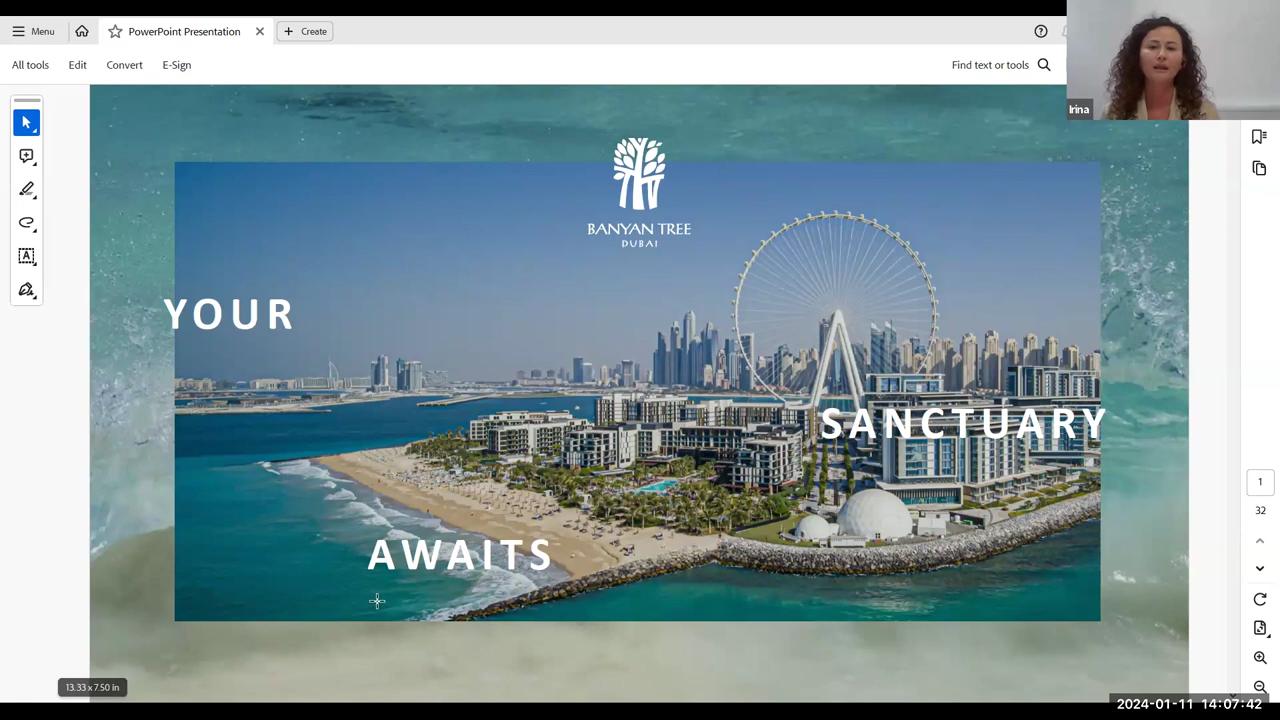 Menu
PowerPoint Presentation
Create
All tools
Edit
Convert
E-Sign
Find text or tools
Irina
BANYAN TREE
DUBAI
YOUR
SANCTUARY
AWAITS
1
32
13.33 x 7.50 in
2024-01-11 14:07:42